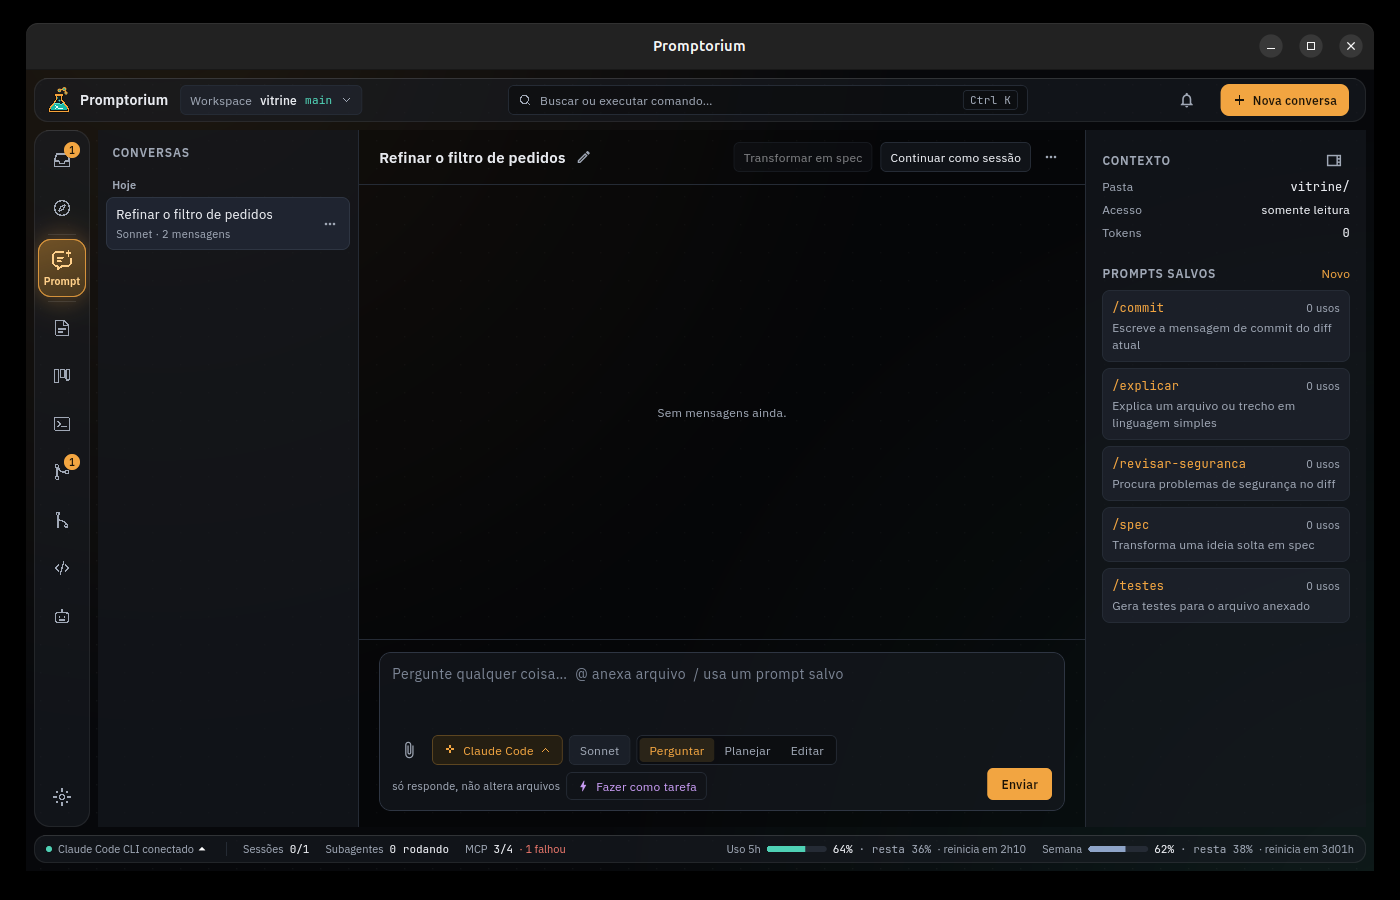 Promptorium
Promptorium
Workspace vitrine main
Buscar ou executar comando...
Ctrl K
Nova conversa
1
Prompt
1
CONVERSAS
Hoje
Refinar o filtro de pedidos
Sonnet · 2 mensagens
Refinar o filtro de pedidos
Transformar em spec
Continuar como sessão
Sem mensagens ainda.
Pergunte qualquer coisa... @ anexa arquivo / usa um prompt salvo
Claude Code
Sonnet
Perguntar
Planejar
Editar
só responde, não altera arquivos
Fazer como tarefa
Enviar
CONTEXTO
Pasta vitrine/
Acesso somente leitura
Tokens 0
PROMPTS SALVOS Novo
/commit 0 usos
Escreve a mensagem de commit do diff
atual
/explicar 0 usos
Explica um arquivo ou trecho em
linguagem simples
/revisar-seguranca 0 usos
Procura problemas de segurança no diff
/spec 0 usos
Transforma uma ideia solta em spec
/testes 0 usos
Gera testes para o arquivo anexado
Claude Code CLI conectado
Sessões 0/1
Subagentes 0 rodando
MCP 3/4 · 1 falhou
Uso 5h 64% · resta 36% · reinicia em 2h10
Semana 62% · resta 38% · reinicia em 3d01h